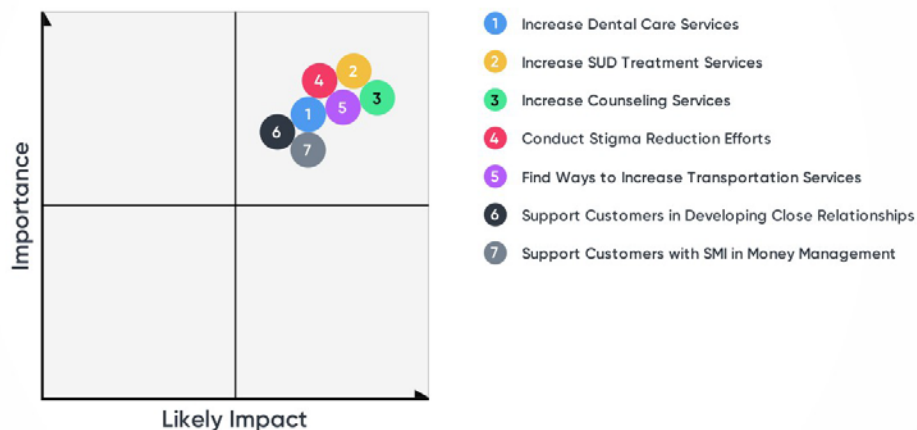 1 Increase Dental Care Services
2 Increase SUD Treatment Services
3 Increase Counseling Services
4 Conduct Stigma Reduction Efforts
5 Find Ways to Increase Transportation Services
6 Support Customers in Developing Close Relationships
7 Support Customers with SMI in Money Management
Importance
2
4
3
5
1
6
7
Likely Impact